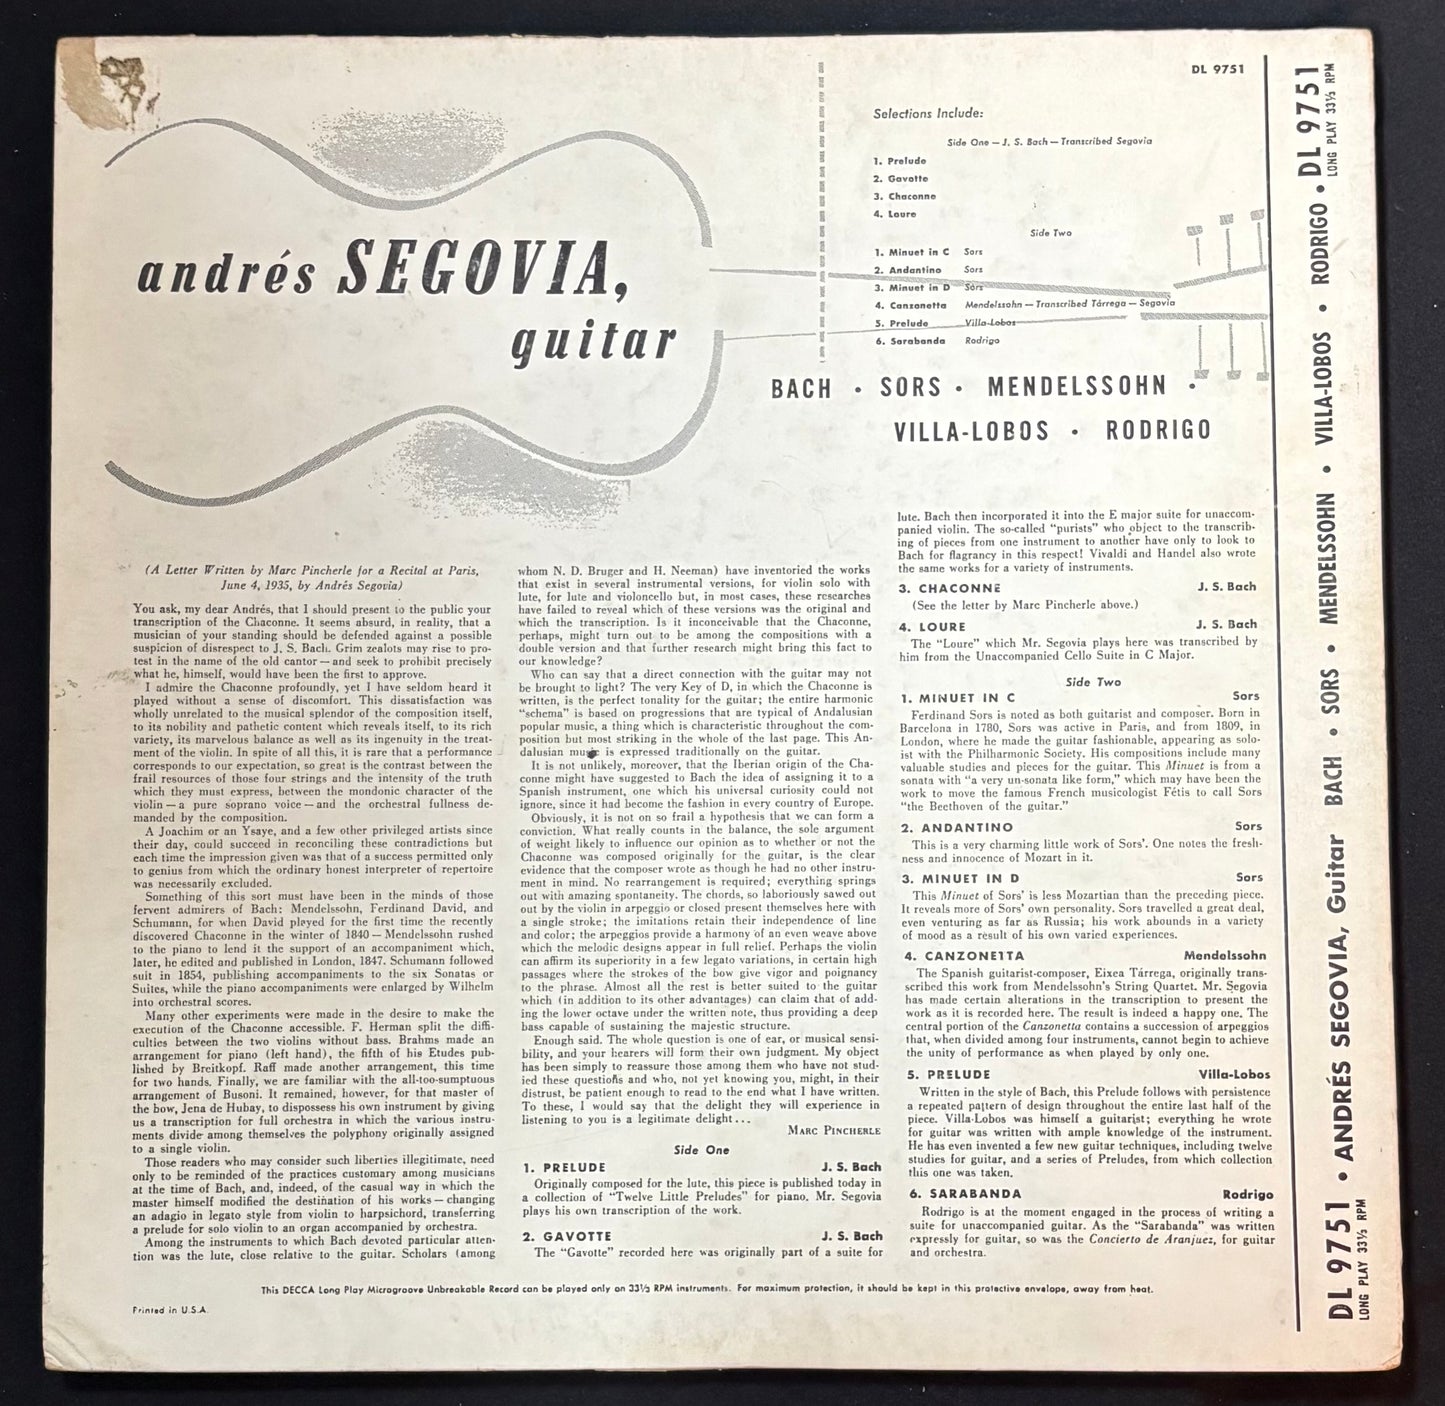 DL 9751
andrés SEGOVIA,
guitar
Selections Include:
Side One — J. S. Bach — Transcribed Segovia
1. Prelude
2. Gavotte
3. Chaconne
4. Loure
Side Two
1. Minuet in C Sors
2. Andantino Sors
3. Minuet in D Sors
4. Canzonetta Mendelssohn — Transcribed Tárrega — Segovia
5. Prelude Villa-Lobos
6. Sarabanda Rodrigo
BACH • SORS • MENDELSSOHN •
VILLA-LOBOS • RODRIGO
(A Letter Written by Marc Pincherle for a Recital at Paris,
June 4, 1935, by Andrés Segovia)
You ask, my dear Andrés, that I should present to the public your
transcription of the Chaconne. It seems absurd, in reality, that a
musician of your standing should be defended against a possible
suspicion of disrespect to J. S. Bach. Grim zealots may rise to pro-
test in the name of the old cantor — and seek to prohibit precisely
what he, himself, would have been the first to approve.
I admire the Chaconne profoundly, yet I have seldom heard it
played without a sense of discomfort. This dissatisfaction was
wholly unrelated to the musical splendor of the composition itself,
to its nobility and pathetic content which reveals itself, to its rich
variety, its marvelous balance as well as its ingenuity in the treat-
ment of the violin. In spite of all this, it is rare that a performance
corresponds to our expectation, so great is the contrast between the
frail resources of those four strings and the intensity of the truth
which they must express, between the mondonic character of the
violin — a pure soprano voice — and the orchestral fullness de-
manded by the composition.
A Joachim or an Ysaye, and a few other privileged artists since
their day, could succeed in reconciling these contradictions but
each time the impression given was that of a success permitted only
to genius from which the ordinary honest interpreter of repertoire
was necessarily excluded.
Something of this sort must have been in the minds of those
fervent admirers of Bach: Mendelssohn, Ferdinand David, and
Schumann, for when David played for the first time the recently
discovered Chaconne in the winter of 1840 — Mendelssohn rushed
to the piano to lend it the support of an accompaniment which,
later, he edited and published in London, 1847. Schumann followed
suit in 1854, publishing accompaniments to the six Sonatas or
Suites, while the piano accompaniments were enlarged by Wilhelm
into orchestral scores.
Many other experiments were made in the desire to make the
execution of the Chaconne accessible. F. Herman split the diffi-
culties between the two violins without bass. Brahms made an
arrangement for piano (left hand), the fifth of his Etudes pub-
lished by Breitkopf. Raff made another arrangement, this time
for two hands. Finally, we are familiar with the all-too-sumptuous
arrangement of Busoni. It remained, however, for that master of
the bow, Jena de Hubay, to dispossess his own instrument by giving
us a transcription for full orchestra in which the various instru-
ments divide among themselves the polyphony originally assigned
to a single violin.
Those readers who may consider such liberties illegitimate, need
only to be reminded of the practices customary among musicians
at the time of Bach, and, indeed, of the casual way in which the
master himself modified the destination of his works — changing
an adagio in legato style from violin to harpsichord, transferring
a prelude for solo violin to an organ accompanied by orchestra.
Among the instruments to which Bach devoted particular atten-
tion was the lute, close relative to the guitar. Scholars (among
whom N. D. Bruger and H. Neeman) have inventoried the works
that exist in several instrumental versions, for violin solo with
lute, for lute and violoncello but, in most cases, these researches
have failed to reveal which of these versions was the original and
which the transcription. Is it inconceivable that the Chaconne,
perhaps, might turn out to be among the compositions with a
double version and that further research might bring this fact to
our knowledge?
Who can say that a direct connection with the guitar may not
be brought to light? The very Key of D, in which the Chaconne is
written, is the perfect tonality for the guitar; the entire harmonic
"schema" is based on progressions that are typical of Andalusian
popular music, a thing which is characteristic throughout the com-
position but most striking in the whole of the last page. This An-
dalusian music is expressed traditionally on the guitar.
It is not unlikely, moreover, that the Iberian origin of the Cha-
conne might have suggested to Bach the idea of assigning it to a
Spanish instrument, one which his universal curiosity could not
ignore, since it had become the fashion in every country of Europe.
Obviously, it is not on so frail a hypothesis that we can form a
conviction. What really counts in the balance, the sole argument
of weight likely to influence our opinion as to whether or not the
Chaconne was composed originally for the guitar, is the clear
evidence that the composer wrote as though he had no other instru-
ment in mind. No rearrangement is required; everything springs
out with amazing spontaneity. The chords, so laboriously sawed out
out by the violin in arpeggio or closed present themselves here with
a single stroke; the imitations retain their independence of line
and color; the arpeggios provide a harmony of an even weave above
which the melodic designs appear in full relief. Perhaps the violin
can affirm its superiority in a few legato variations, in certain high
passages where the strokes of the bow give vigor and poignancy
to the phrase. Almost all the rest is better suited to the guitar
which (in addition to its other advantages) can claim that of add-
ing the lower octave under the written note, thus providing a deep
bass capable of sustaining the majestic structure.
Enough said. The whole question is one of ear, or musical sensi-
bility, and your hearers will form their own judgment. My object
has been simply to reassure those among them who have not stud-
ied these questions and who, not yet knowing you, might, in their
distrust, be patient enough to read to the end what I have written.
To these, I would say that the delight they will experience in
listening to you is a legitimate delight . . .
MARC PINCHERLE
Side One
1. PRELUDE J. S. Bach
Originally composed for the lute, this piece is published today in
a collection of "Twelve Little Preludes" for piano. Mr. Segovia
plays his own transcription of the work.
2. GAVOTTE J. S. Bach
The "Gavotte" recorded here was originally part of a suite for
lute. Bach then incorporated it into the E major suite for unaccom-
panied violin. The so-called "purists" who object to the transcrib-
ing of pieces from one instrument to another have only to look to
Bach for flagrancy in this respect! Vivaldi and Handel also wrote
the same works for a variety of instruments.
3. CHACONNE J. S. Bach
(See the letter by Marc Pincherle above.)
4. LOURE J. S. Bach
The "Loure" which Mr. Segovia plays here was transcribed by
him from the Unaccompanied Cello Suite in C Major.
Side Two
1. MINUET IN C Sors
Ferdinand Sors is noted as both guitarist and composer. Born in
Barcelona in 1780, Sors was active in Paris, and from 1809, in
London, where he made the guitar fashionable, appearing as solo-
ist with the Philharmonic Society. His compositions include many
valuable studies and pieces for the guitar. This Minuet is from a
sonata with "a very un-sonata like form," which may have been the
work to move the famous French musicologist Fétis to call Sors
"the Beethoven of the guitar."
2. ANDANTINO Sors
This is a very charming little work of Sors'. One notes the fresh-
ness and innocence of Mozart in it.
3. MINUET IN D Sors
This Minuet of Sors' is less Mozartian than the preceding piece.
It reveals more of Sors' own personality. Sors travelled a great deal,
even venturing as far as Russia; his work abounds in a variety
of mood as a result of his own varied experiences.
4. CANZONETTA Mendelssohn
The Spanish guitarist-composer, Eixea Tárrega, originally trans-
scribed this work from Mendelssohn's String Quartet. Mr. Segovia
has made certain alterations in the transcription to present the
work as it is recorded here. The result is indeed a happy one. The
central portion of the Canzonetta contains a succession of arpeggios
that, when divided among four instruments, cannot begin to achieve
the unity of performance as when played by only one.
5. PRELUDE Villa-Lobos
Written in the style of Bach, this Prelude follows with persistence
a repeated pattern of design throughout the entire last half of the
piece. Villa-Lobos was himself a guitarist; everything he wrote
for guitar was written with ample knowledge of the instrument.
He has even invented a few new guitar techniques, including twelve
studies for guitar, and a series of Preludes, from which collection
this one was taken.
6. SARABANDA Rodrigo
Rodrigo is at the moment engaged in the process of writing a
suite for unaccompanied guitar. As the "Sarabanda" was written
expressly for guitar, so was the Concierto de Aranjuez, for guitar
and orchestra.
This DECCA Long Play Microgroove Unbreakable Record can be played only on 33⅓ RPM instruments. For maximum protection, it should be kept in this protective envelope, away from heat.
Printed in U.S.A.
DL 9751 LONG PLAY 33⅓ RPM • ANDRÉS SEGOVIA, Guitar BACH • SORS • MENDELSSOHN • VILLA-LOBOS • RODRIGO • DL 9751 LONG PLAY 33⅓ RPM